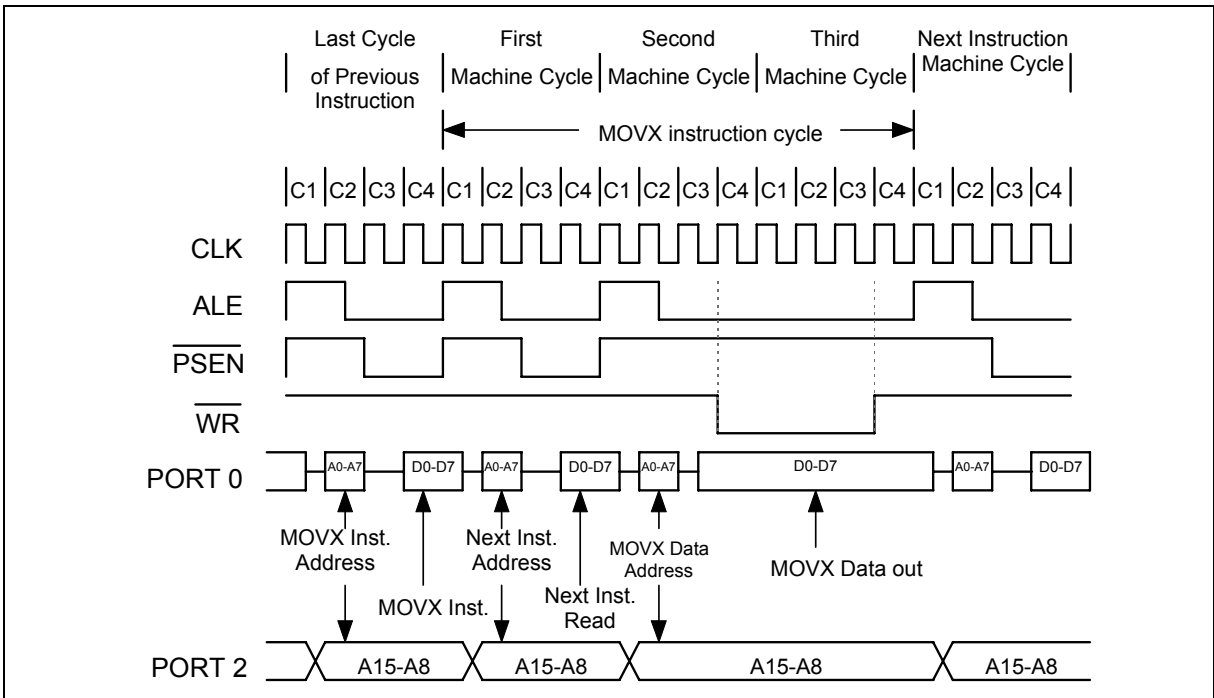 Last Cycle
of Previous
Instruction
First
Machine Cycle
Second
Machine Cycle
Third
Machine Cycle
Next Instruction
Machine Cycle
MOVX instruction cycle
C1 C2 C3 C4 C1 C2 C3 C4 C1 C2 C3 C4 C1 C2 C3 C4 C1 C2 C3 C4
CLK
ALE
PSEN
WR
PORT 0
A0-A7 D0-D7 A0-A7 D0-D7 A0-A7 D0-D7 A0-A7 D0-D7
MOVX Inst.
Address
MOVX Inst.
Next Inst.
Address
Next Inst.
Read
MOVX Data
Address
MOVX Data out
PORT 2
A15-A8 A15-A8 A15-A8 A15-A8